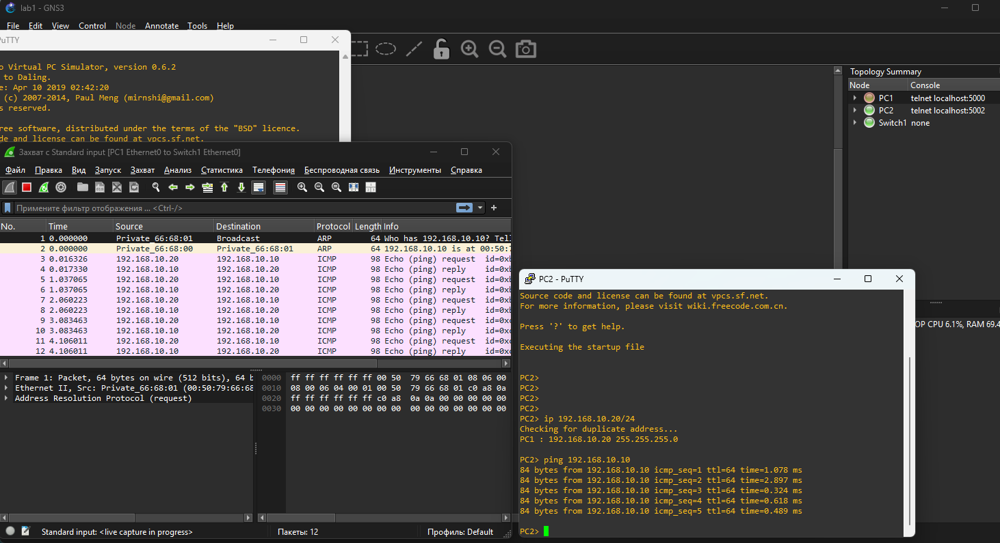 lab1 - GNS3
File Edit View Control Node Annotate Tools Help
PuTTY
o Virtual PC Simulator, version 0.6.2
to Daling.
e: Apr 10 2019 02:42:20
(c) 2007-2014, Paul Meng (mirnshi@gmail.com)
s reserved.
ree software, distributed under the terms of the "BSD" licence.
de and license can be found at vpcs.sf.net.
Topology Summary
Node Console
PC1 telnet localhost:5000
PC2 telnet localhost:5002
Switch1 none
Захват с Standard input [PC1 Ethernet0 to Switch1 Ethernet0]
Файл Правка Вид Запуск Захват Анализ Статистика Телефония Беспроводная связь Инструменты Справка
Примените фильтр отображения ... <Ctrl-/>
No. Time Source Destination Protocol Length Info
1 0.000000 Private_66:68:01 Broadcast ARP 64 Who has 192.168.10.10? Tell
2 0.000000 Private_66:68:00 Private_66:68:01 ARP 64 192.168.10.10 is at 00:50:7
3 0.016326 192.168.10.20 192.168.10.10 ICMP 98 Echo (ping) request id=0xb
4 0.017330 192.168.10.10 192.168.10.20 ICMP 98 Echo (ping) reply id=0xb
5 1.037065 192.168.10.20 192.168.10.10 ICMP 98 Echo (ping) request id=0xb
6 1.037065 192.168.10.10 192.168.10.20 ICMP 98 Echo (ping) reply id=0xb
7 2.060223 192.168.10.20 192.168.10.10 ICMP 98 Echo (ping) request id=0xb
8 2.060223 192.168.10.10 192.168.10.20 ICMP 98 Echo (ping) reply id=0xb
9 3.083463 192.168.10.20 192.168.10.10 ICMP 98 Echo (ping) request id=0xc
10 3.083463 192.168.10.10 192.168.10.20 ICMP 98 Echo (ping) reply id=0xc
11 4.106011 192.168.10.20 192.168.10.10 ICMP 98 Echo (ping) request id=0xc
12 4.106011 192.168.10.10 192.168.10.20 ICMP 98 Echo (ping) reply id=0xc
Frame 1: Packet, 64 bytes on wire (512 bits), 64 b
Ethernet II, Src: Private_66:68:01 (00:50:79:66:68
Address Resolution Protocol (request)
0000 ff ff ff ff ff ff 00 50 79 66 68 01 08 06 00
0010 08 00 06 04 00 01 00 50 79 66 68 01 c0 a8 0a
0020 ff ff ff ff ff ff c0 a8 0a 0a 00 00 00 00 00
0030 00 00 00 00 00 00 00 00 00 00 00 00 00 00 00
Standard input: <live capture in progress> Пакеты: 12 Профиль: Default
PC2 - PuTTY
Source code and license can be found at vpcs.sf.net.
For more information, please visit wiki.freecode.com.cn.
Press '?' to get help.
Executing the startup file
PC2>
PC2>
PC2>
PC2>
PC2> ip 192.168.10.20/24
Checking for duplicate address...
PC1 : 192.168.10.20 255.255.255.0
PC2> ping 192.168.10.10
84 bytes from 192.168.10.10 icmp_seq=1 ttl=64 time=1.078 ms
84 bytes from 192.168.10.10 icmp_seq=2 ttl=64 time=2.897 ms
84 bytes from 192.168.10.10 icmp_seq=3 ttl=64 time=0.324 ms
84 bytes from 192.168.10.10 icmp_seq=4 ttl=64 time=0.618 ms
84 bytes from 192.168.10.10 icmp_seq=5 ttl=64 time=0.489 ms
PC2>
OP CPU 6.1%, RAM 69.4